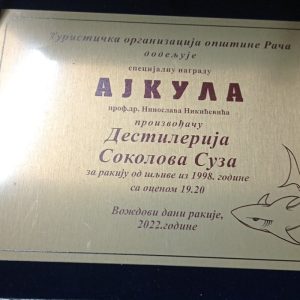 Туристичка организација општине Рача
додељује
специјалну награду
АЈКУЛА
проф.др. Нинослава Никићевића
произвођачу
Дестилерија
Соколова Суза
за ракију од шљиве из 1998. године
са оценом 19.20
Вождови дани ракије,
2022.године